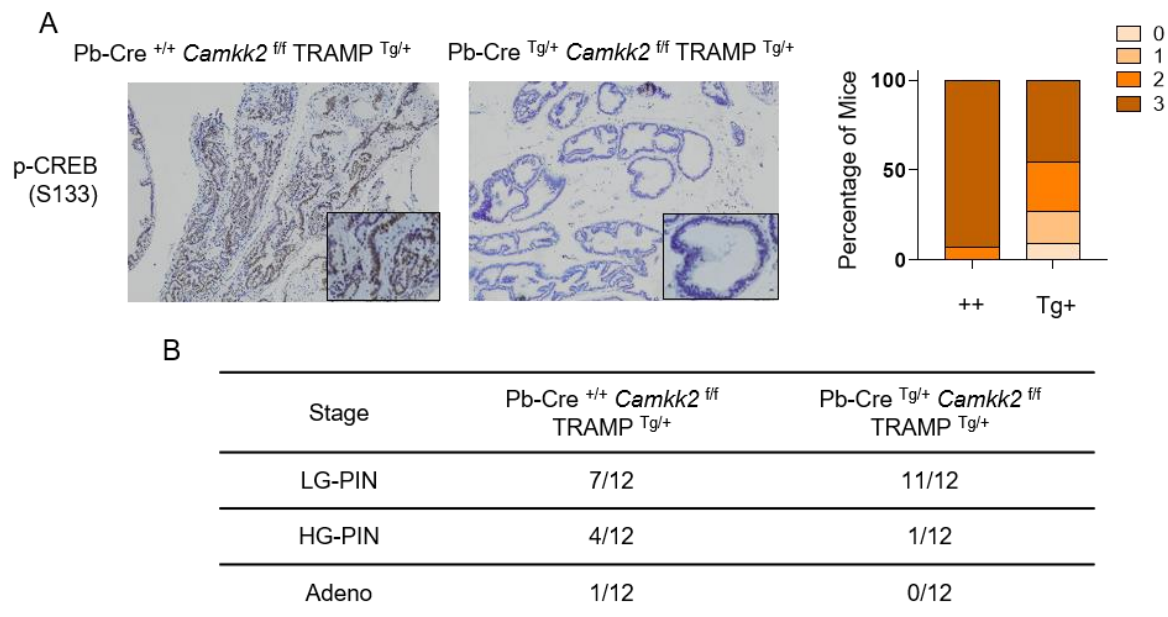 A
Pb-Cre +/+ Camkk2 f/f TRAMP Tg/+
Pb-Cre Tg/+ Camkk2 f/f TRAMP Tg/+
p-CREB
(S133)
Percentage of Mice
100
50
0
++
Tg+
0
1
2
3
B
Stage
Pb-Cre +/+ Camkk2 f/f
TRAMP Tg/+
Pb-Cre Tg/+ Camkk2 f/f
TRAMP Tg/+
LG-PIN 7/12 11/12
HG-PIN 4/12 1/12
Adeno 1/12 0/12